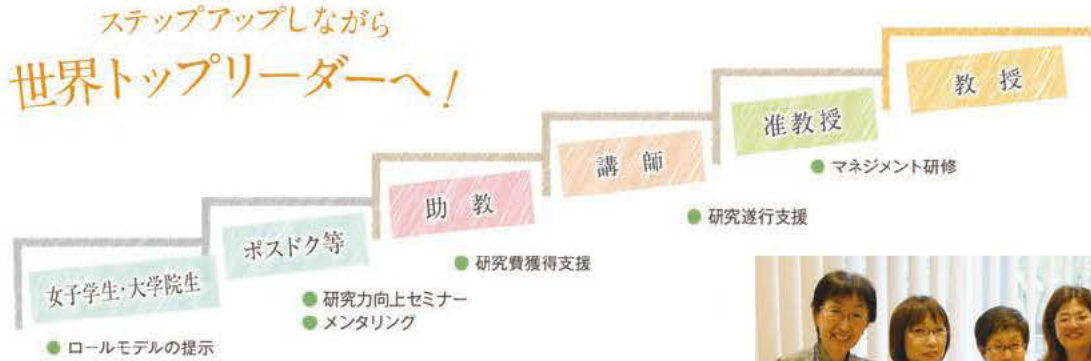 ステップアップしながら
世界トップリーダーへ!
女子学生・大学院生
ポスドク等
助 教
講 師
准教授
教 授
● ロールモデルの提示
● 研究力向上セミナー
● メンタリング
● 研究費獲得支援
● 研究遂行支援
● マネジメント研修